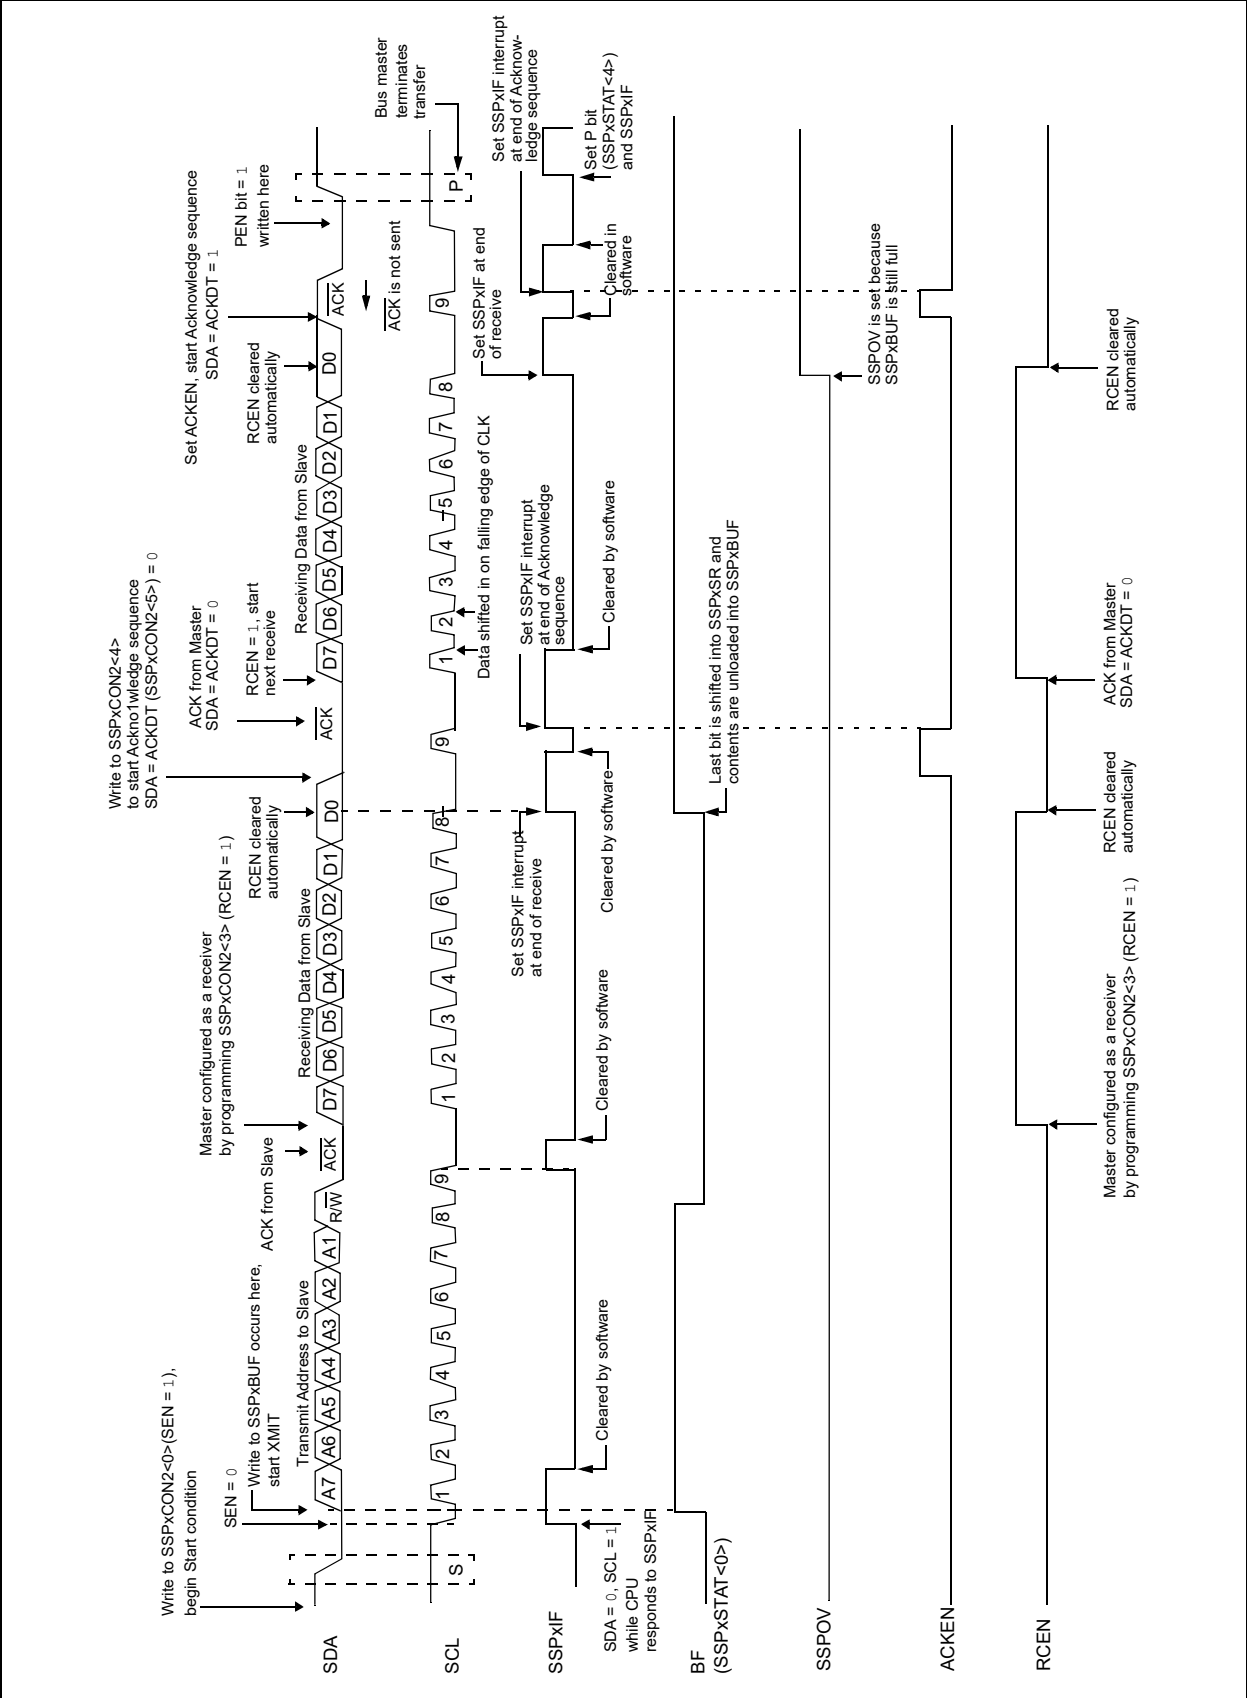 Write to SSPxCON2<4>
to start Ackno1wledge sequence
SDA = ACKDT (SSPxCON2<5>) = 0
Write to SSPxCON2<0>(SEN = 1),
begin Start condition
Master configured as a receiver
by programming SSPxCON2<3> (RCEN = 1)
ACK from Master
SDA = ACKDT = 0
Set ACKEN, start Acknowledge sequence
SDA = ACKDT = 1
SEN = 0
Write to SSPxBUF occurs here,
start XMIT
ACK from Slave
RCEN cleared
automatically
RCEN = 1, start
next receive
RCEN cleared
automatically
PEN bit = 1
written here
Transmit Address to Slave
Receiving Data from Slave
Receiving Data from Slave
SDA
A7 A6 A5 A4 A3 A2 A1 R/W ACK D7 D6 D5 D4 D3 D2 D1 D0 ACK D7 D6 D5 D4 D3 D2 D1 D0 ACK
ACK is not sent
Bus master
terminates
transfer
SCL
S 1 2 3 4 5 6 7 8 9 1 2 3 4 5 6 7 8 9 1 2 3 4 5 6 7 8 9 P
Data shifted in on falling edge of CLK
Set SSPxIF interrupt
at end of receive
Set SSPxIF interrupt
at end of Acknowledge
sequence
Set SSPxIF at end
of receive
Set SSPxIF interrupt
at end of Acknow-
ledge sequence
SSPxIF
SDA = 0, SCL = 1
while CPU
responds to SSPxIF
Cleared by software
Cleared by software
Cleared by software
Cleared by software
Cleared in
software
Set P bit
(SSPxSTAT<4>)
and SSPxIF
BF
(SSPxSTAT<0>)
Last bit is shifted into SSPxSR and
contents are unloaded into SSPxBUF
SSPOV
SSPOV is set because
SSPxBUF is still full
ACKEN
RCEN
Master configured as a receiver
by programming SSPxCON2<3> (RCEN = 1)
RCEN cleared
automatically
ACK from Master
SDA = ACKDT = 0
RCEN cleared
automatically